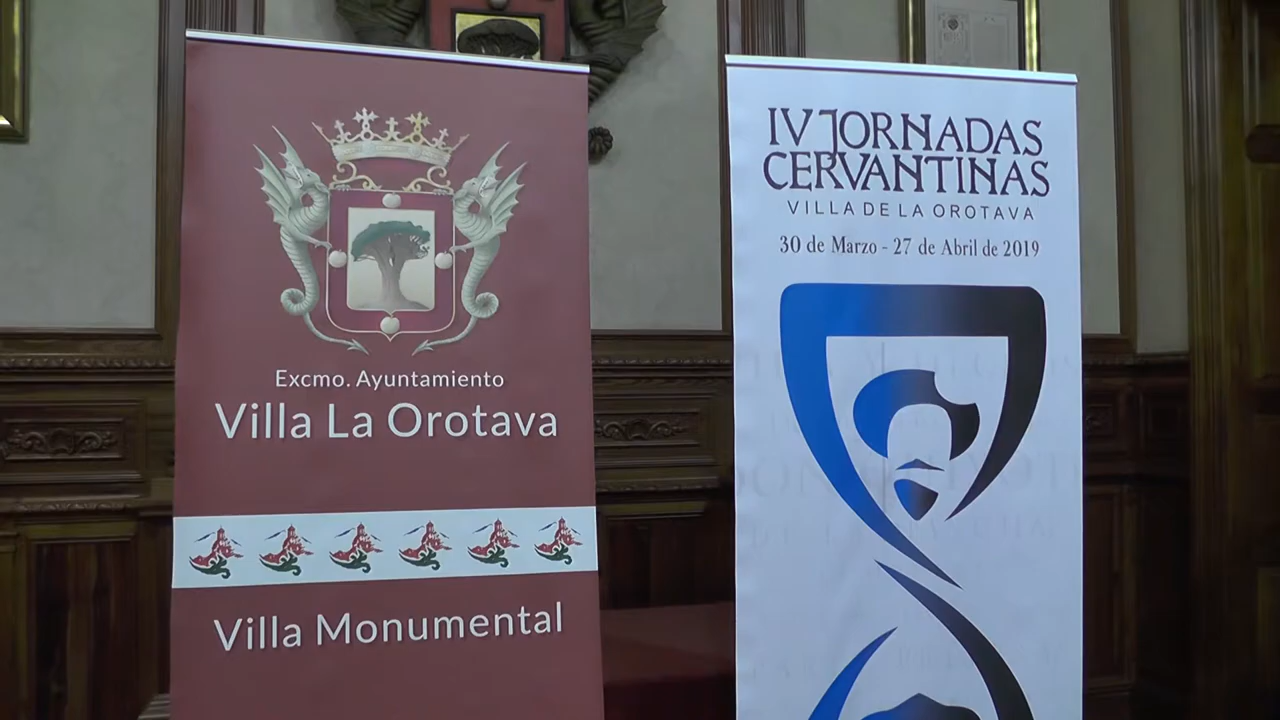 Excmo. Ayuntamiento
Villa La Orotava
Villa Monumental
IV JORNADAS
CERVANTINAS
VILLA DE LA OROTAVA
30 de Marzo - 27 de Abril de 2019